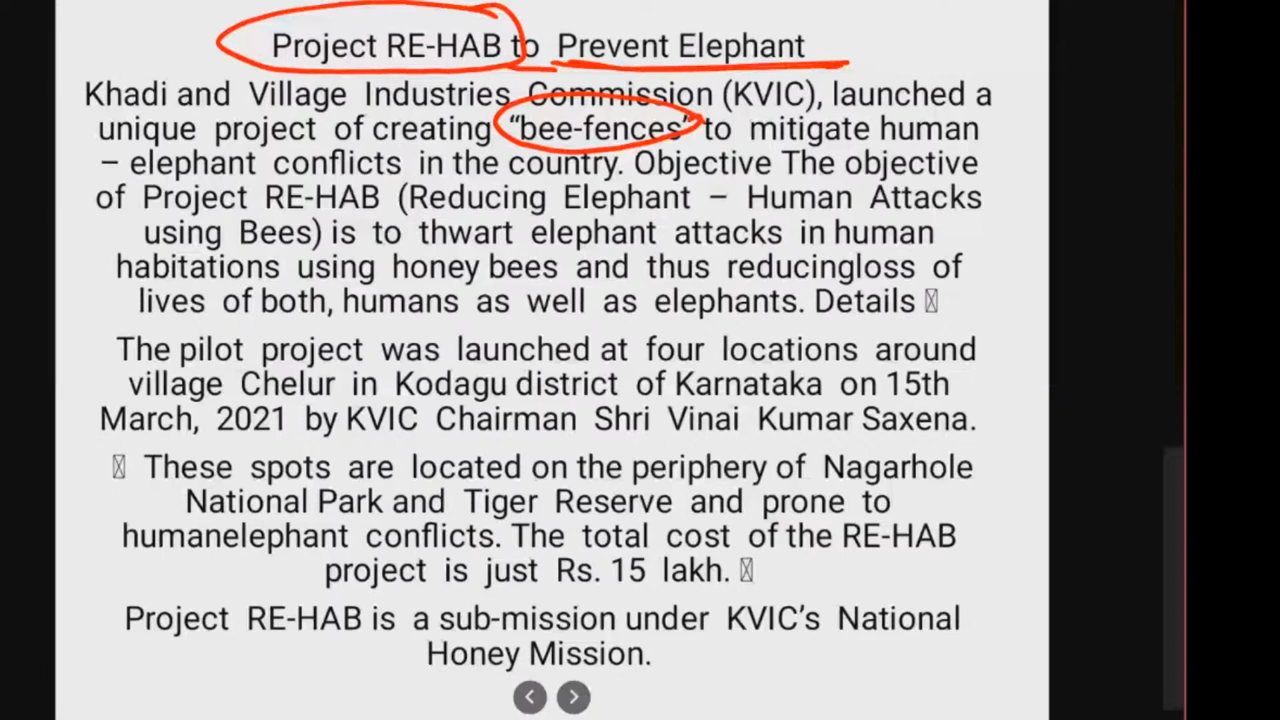 Project RE-HAB to Prevent Elephant
Khadi and Village Industries Commission (KVIC), launched a
unique project of creating “bee-fences” to mitigate human
– elephant conflicts in the country. Objective The objective
of Project RE-HAB (Reducing Elephant – Human Attacks
using Bees) is to thwart elephant attacks in human
habitations using honey bees and thus reducingloss of
lives of both, humans as well as elephants. Details
The pilot project was launched at four locations around
village Chelur in Kodagu district of Karnataka on 15th
March, 2021 by KVIC Chairman Shri Vinai Kumar Saxena.
These spots are located on the periphery of Nagarhole
National Park and Tiger Reserve and prone to
humanelephant conflicts. The total cost of the RE-HAB
project is just Rs. 15 lakh.
Project RE-HAB is a sub-mission under KVIC’s National
Honey Mission.